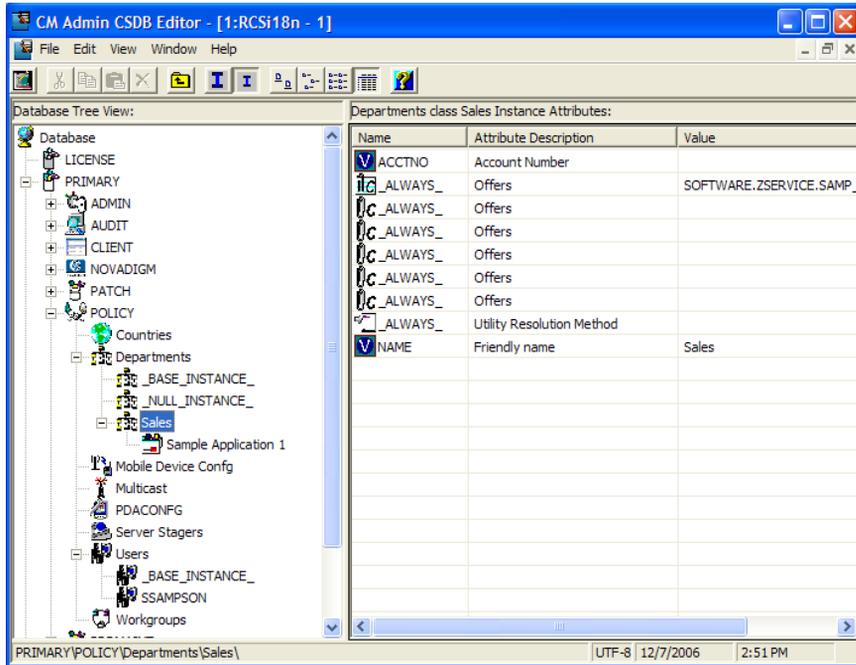 CM Admin CSDB Editor - [1:RCSi18n - 1]
File Edit View Window Help
Database Tree View:
Departments class Sales Instance Attributes:
Database
LICENSE
PRIMARY
ADMIN
AUDIT
CLIENT
NOVADIGM
PATCH
POLICY
Countries
Departments
_BASE_INSTANCE_
_NULL_INSTANCE_
Sales
Sample Application 1
Mobile Device Confg
Multicast
PDACONFG
Server Stagers
Users
_BASE_INSTANCE_
SSAMPSON
Workgroups
Name Attribute Description Value
V ACCTNO Account Number
_ALWAYS_ Offers SOFTWARE.ZSERVICE.SAMP_
_ALWAYS_ Offers
_ALWAYS_ Offers
_ALWAYS_ Offers
_ALWAYS_ Offers
_ALWAYS_ Offers
_ALWAYS_ Utility Resolution Method
V NAME Friendly name Sales
PRIMARY\POLICY\Departments\Sales\ UTF-8 12/7/2006 2:51 PM